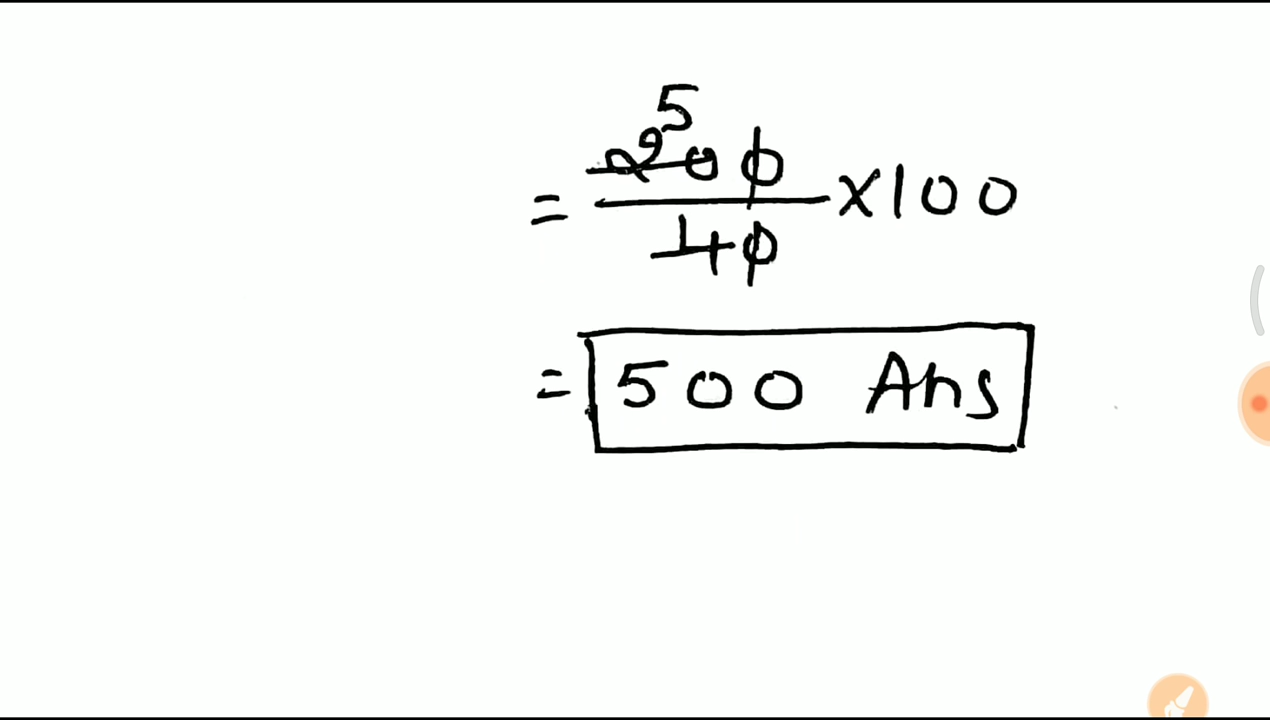 5
= 200/40 ×100
= 500 Ans